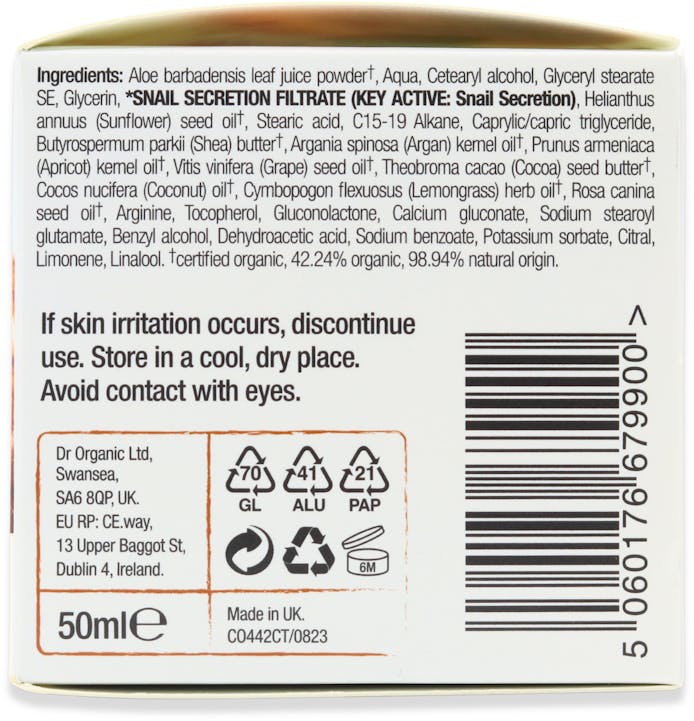 Ingredients: Aloe barbadensis leaf juice powder†, Aqua, Cetearyl alcohol, Glyceryl stearate
SE, Glycerin, *SNAIL SECRETION FILTRATE (KEY ACTIVE: Snail Secretion), Helianthus
annuus (Sunflower) seed oil†, Stearic acid, C15-19 Alkane, Caprylic/capric triglyceride,
Butyrospermum parkii (Shea) butter†, Argania spinosa (Argan) kernel oil†, Prunus armeniaca
(Apricot) kernel oil†, Vitis vinifera (Grape) seed oil†, Theobroma cacao (Cocoa) seed butter†,
Cocos nucifera (Coconut) oil†, Cymbopogon flexuosus (Lemongrass) herb oil†, Rosa canina
seed oil†, Arginine, Tocopherol, Gluconolactone, Calcium gluconate, Sodium stearoyl
glutamate, Benzyl alcohol, Dehydroacetic acid, Sodium benzoate, Potassium sorbate, Citral,
Limonene, Linalool. †certified organic, 42.24% organic, 98.94% natural origin.
If skin irritation occurs, discontinue
use. Store in a cool, dry place.
Avoid contact with eyes.
Dr Organic Ltd,
Swansea,
SA6 8QP, UK.
EU RP: CE.way,
13 Upper Baggot St,
Dublin 4, Ireland.
50ml℮
70 41 21
GL ALU PAP
6M
Made in UK.
C0442CT/0823
5 060176 679900 >